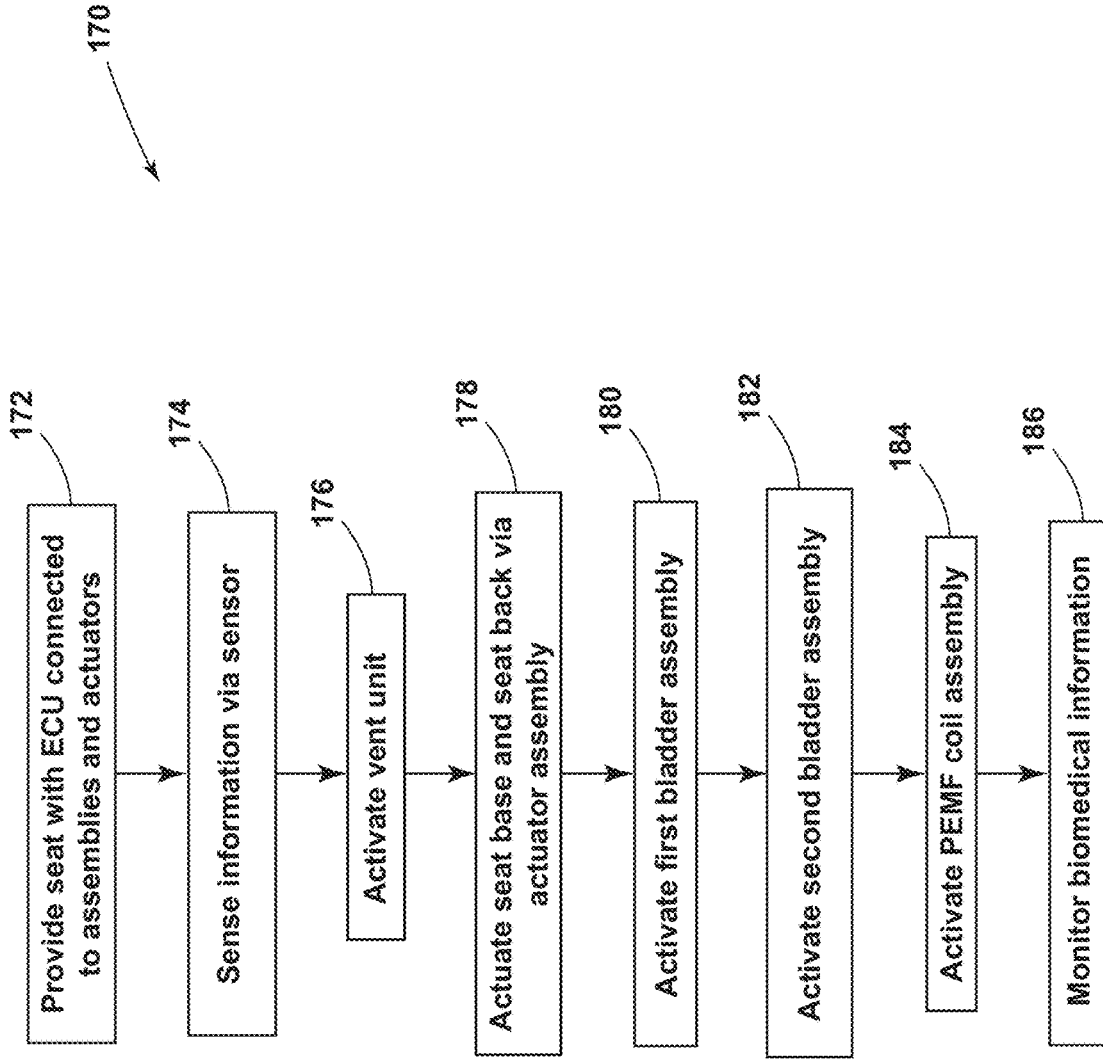 170
172
Provide seat with ECU connected
to assemblies and actuators
174
Sense information via sensor
176
Activate vent unit
178
Actuate seat base and seat back via
actuator assembly
180
Activate first bladder assembly
182
Activate second bladder assembly
184
Activate PEMF coil assembly
186
Monitor biomedical information